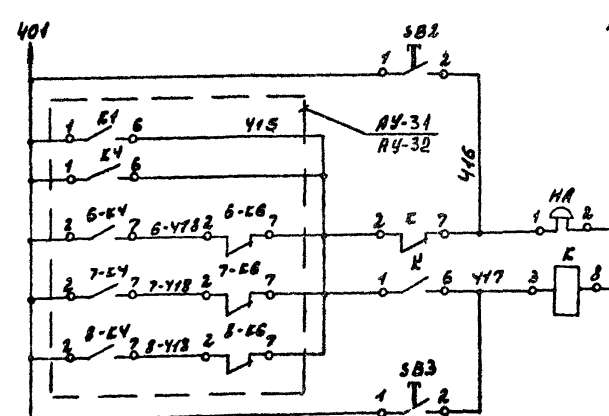 401
SB2
1 2
K1
1 6 415
АУ-31
АУ-32
K4
1 6
416
6-K4 6-K6
2 7 6-418 2 7
2 K 7
HA
1 2
7-K4 7-K6
2 7 7-418 2 7
K
1 6 417
K
3 8
8-K4 8-K6
2 7 8-418 2 7
SB3
1 2